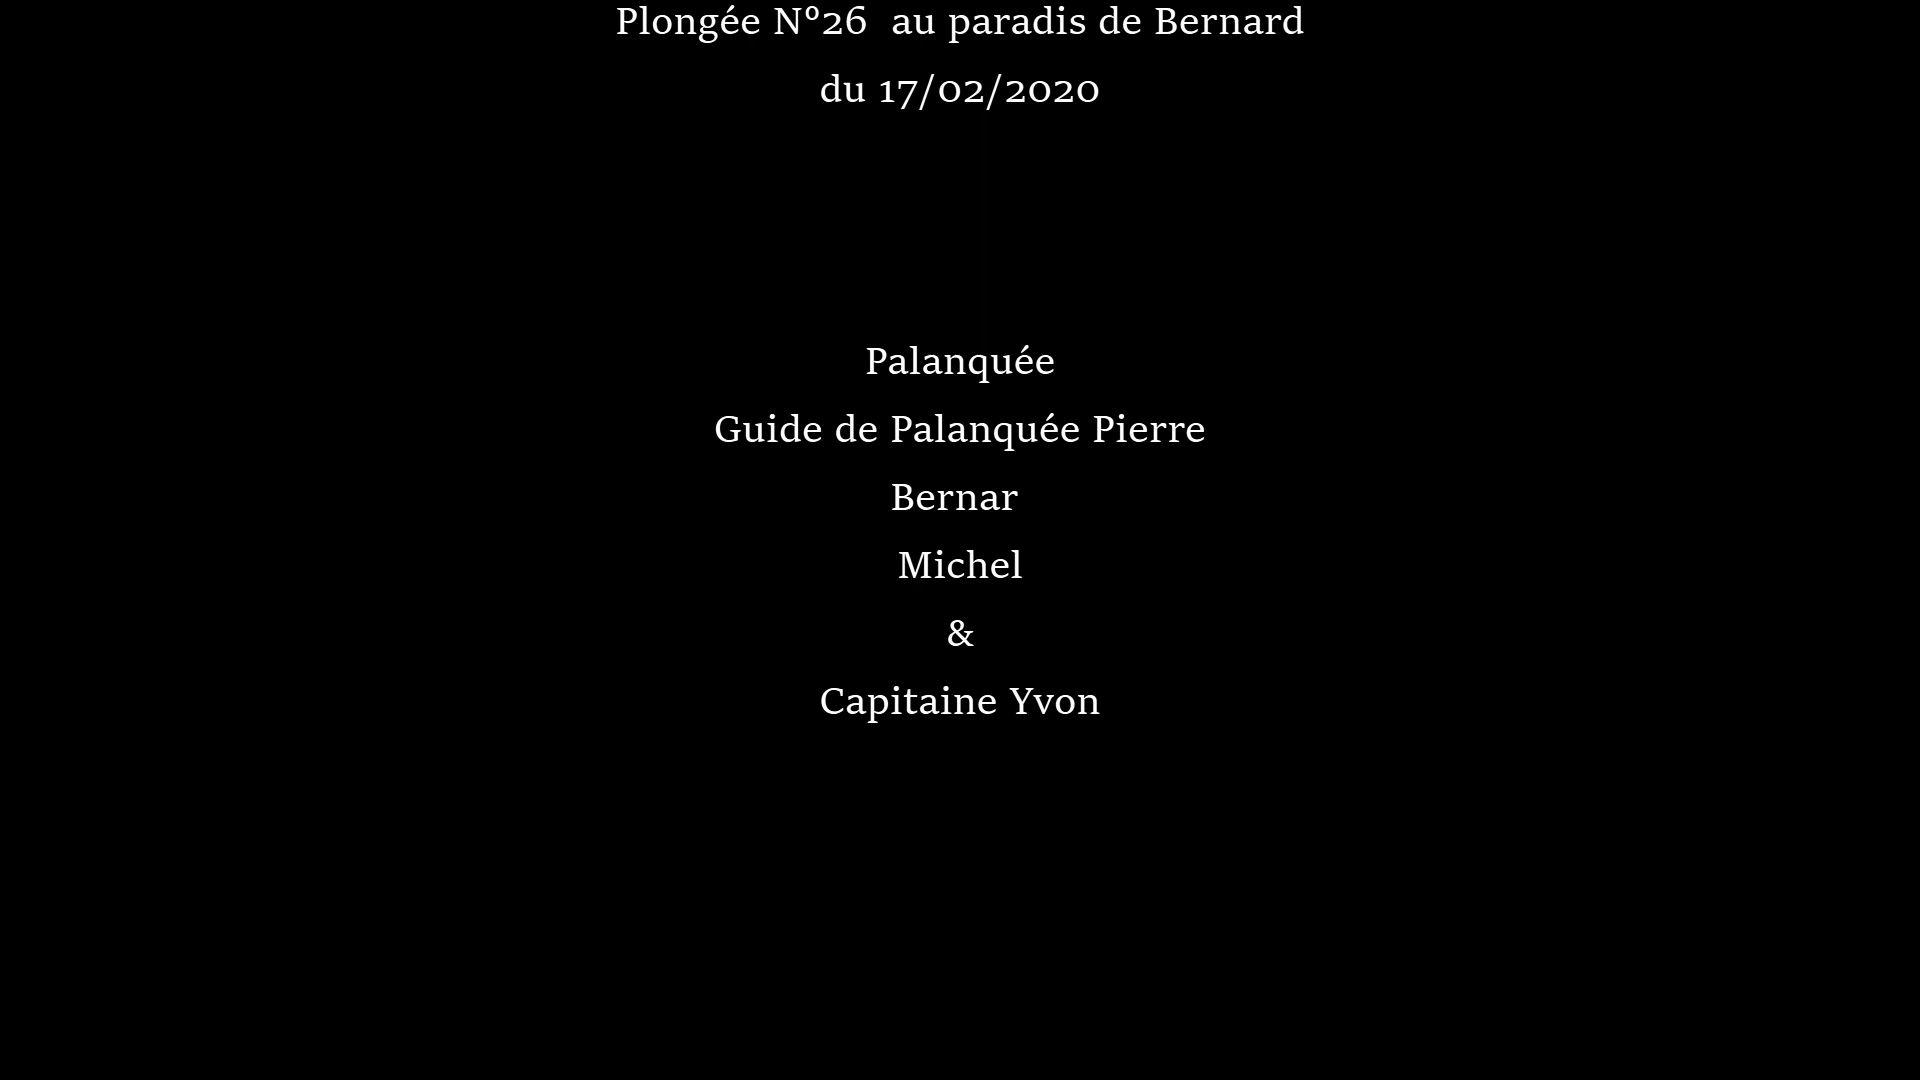 Plongée N°26  au paradis de Bernard
du 17/02/2020
Palanquée
Guide de Palanquée Pierre
Bernar
Michel
&
Capitaine Yvon